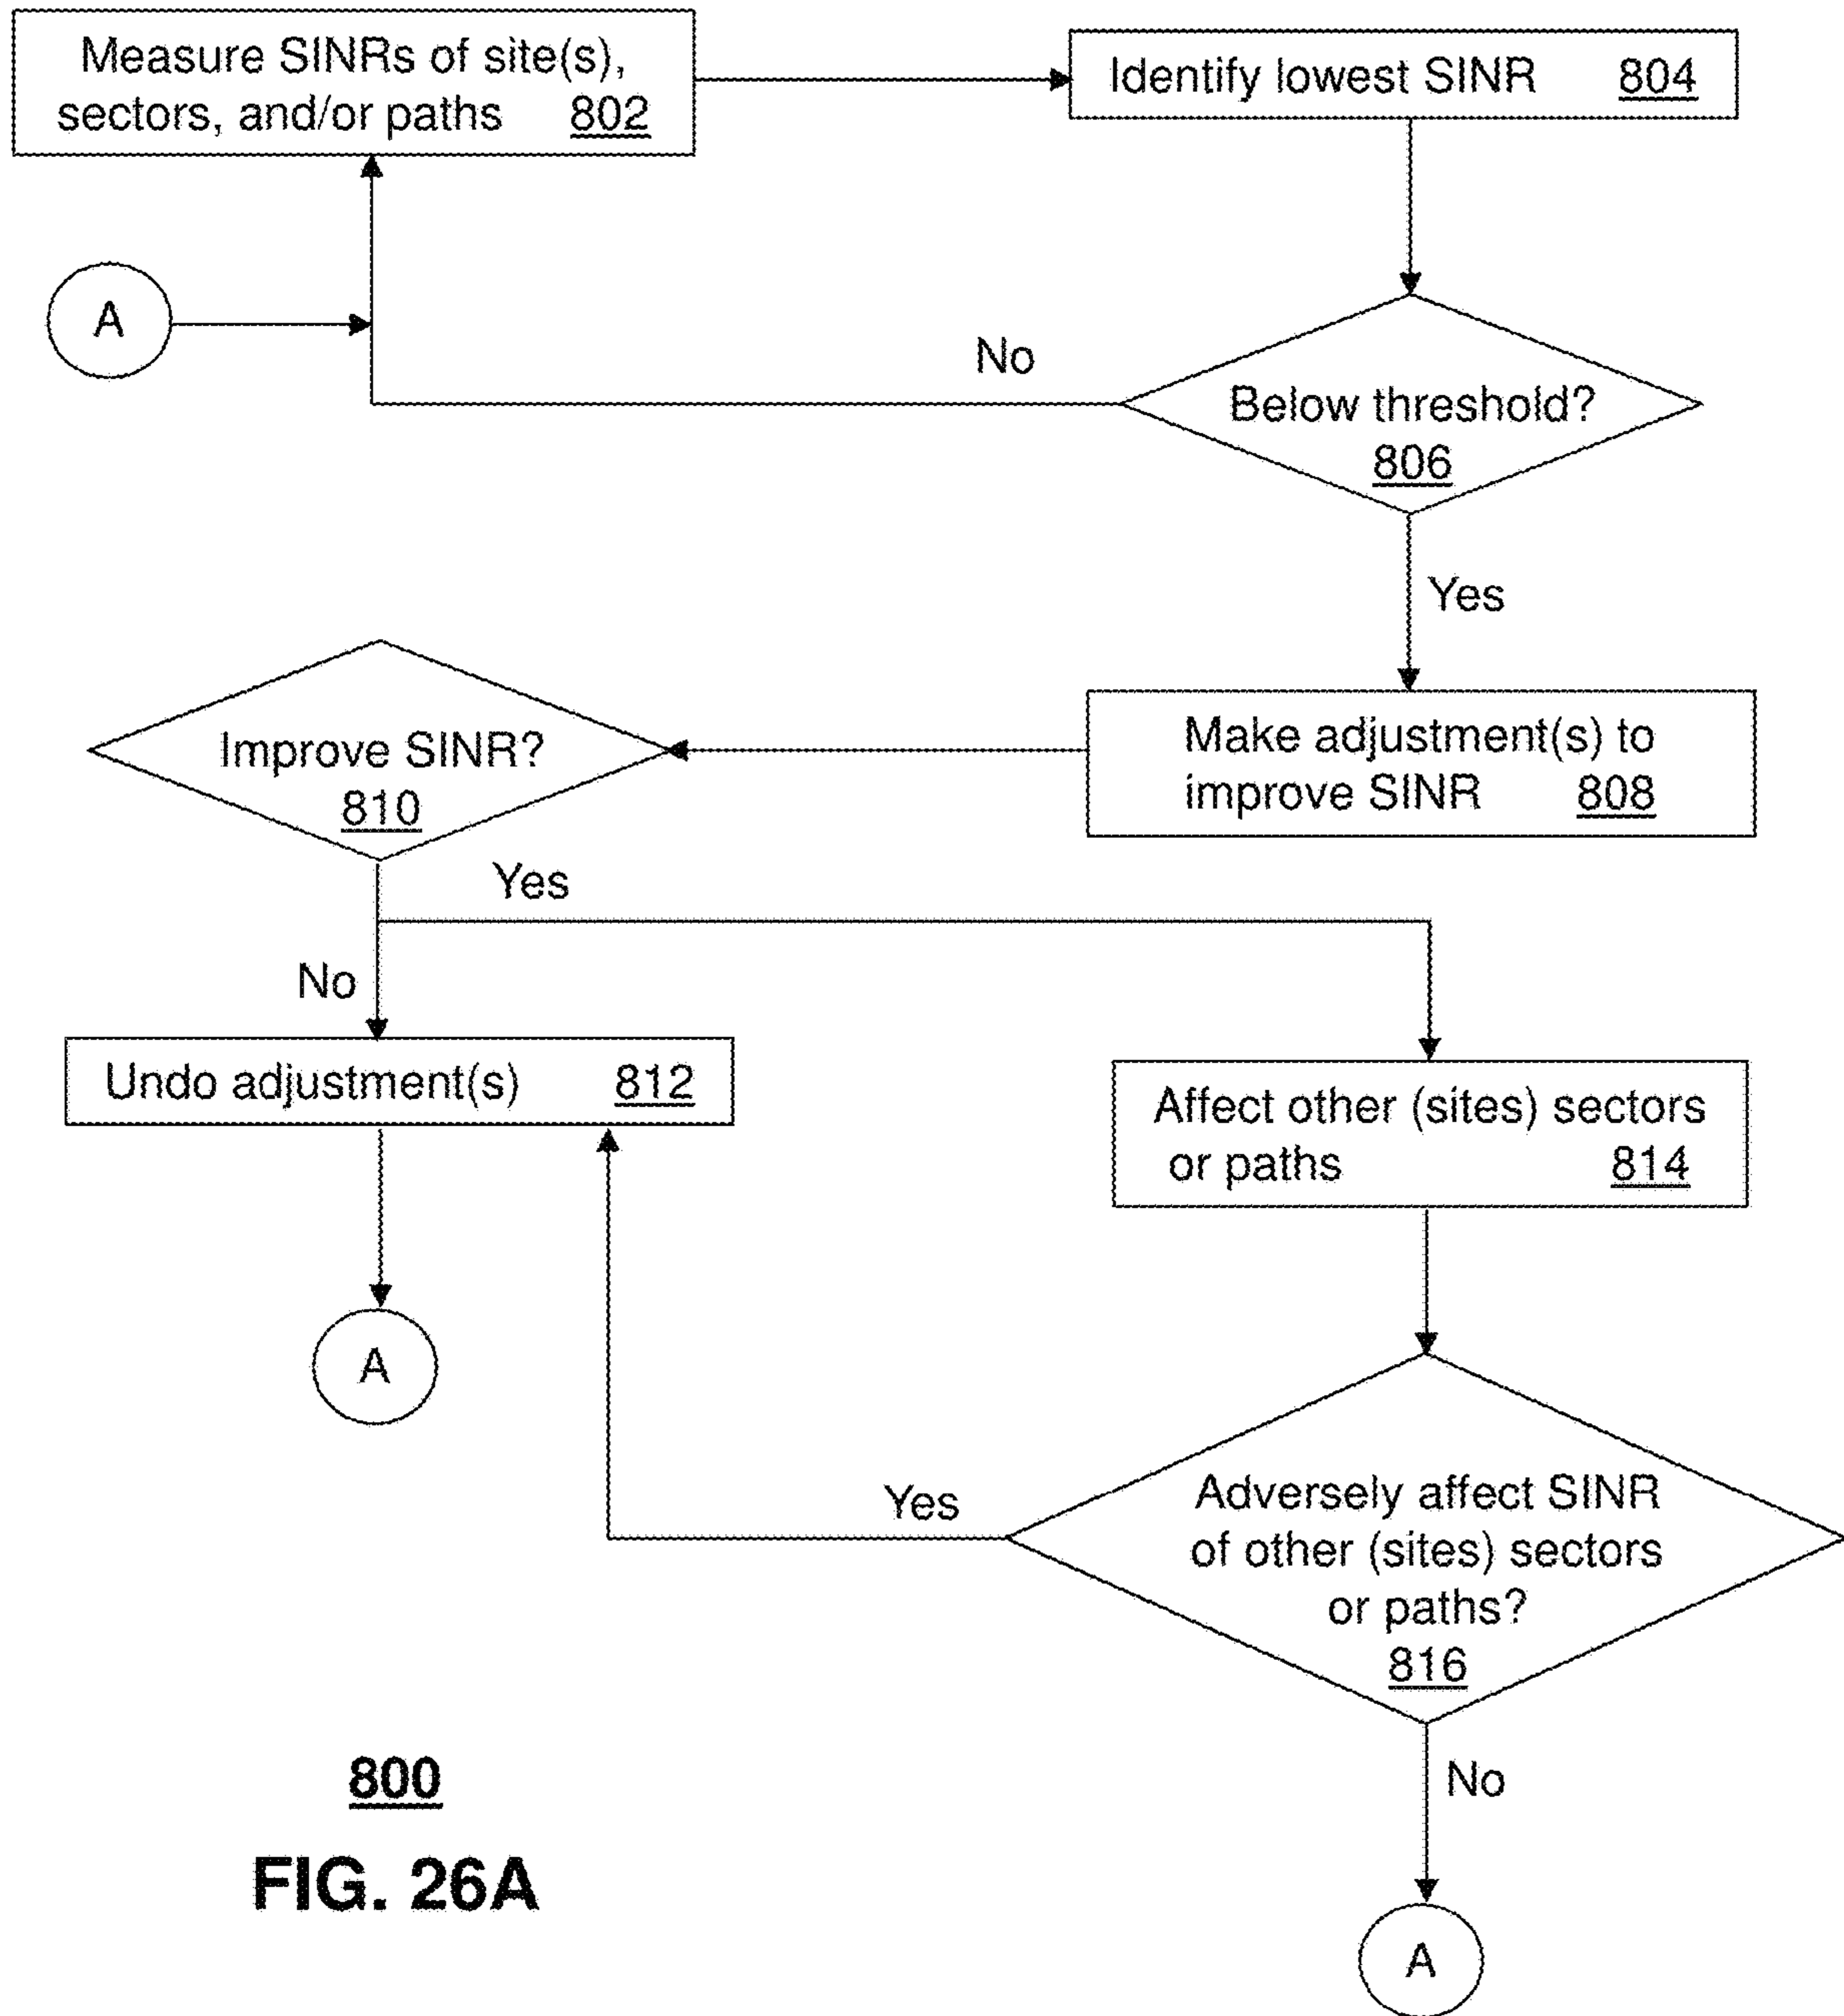 Measure SINRs of site(s),
sectors, and/or paths 802
Identify lowest SINR 804
A
No
Below threshold?
806
Yes
Improve SINR?
810
Make adjustment(s) to
improve SINR 808
Yes
No
Undo adjustment(s) 812
Affect other (sites) sectors
or paths 814
A
Yes
Adversely affect SINR
of other (sites) sectors
or paths?
816
No
800
FIG. 26A
A